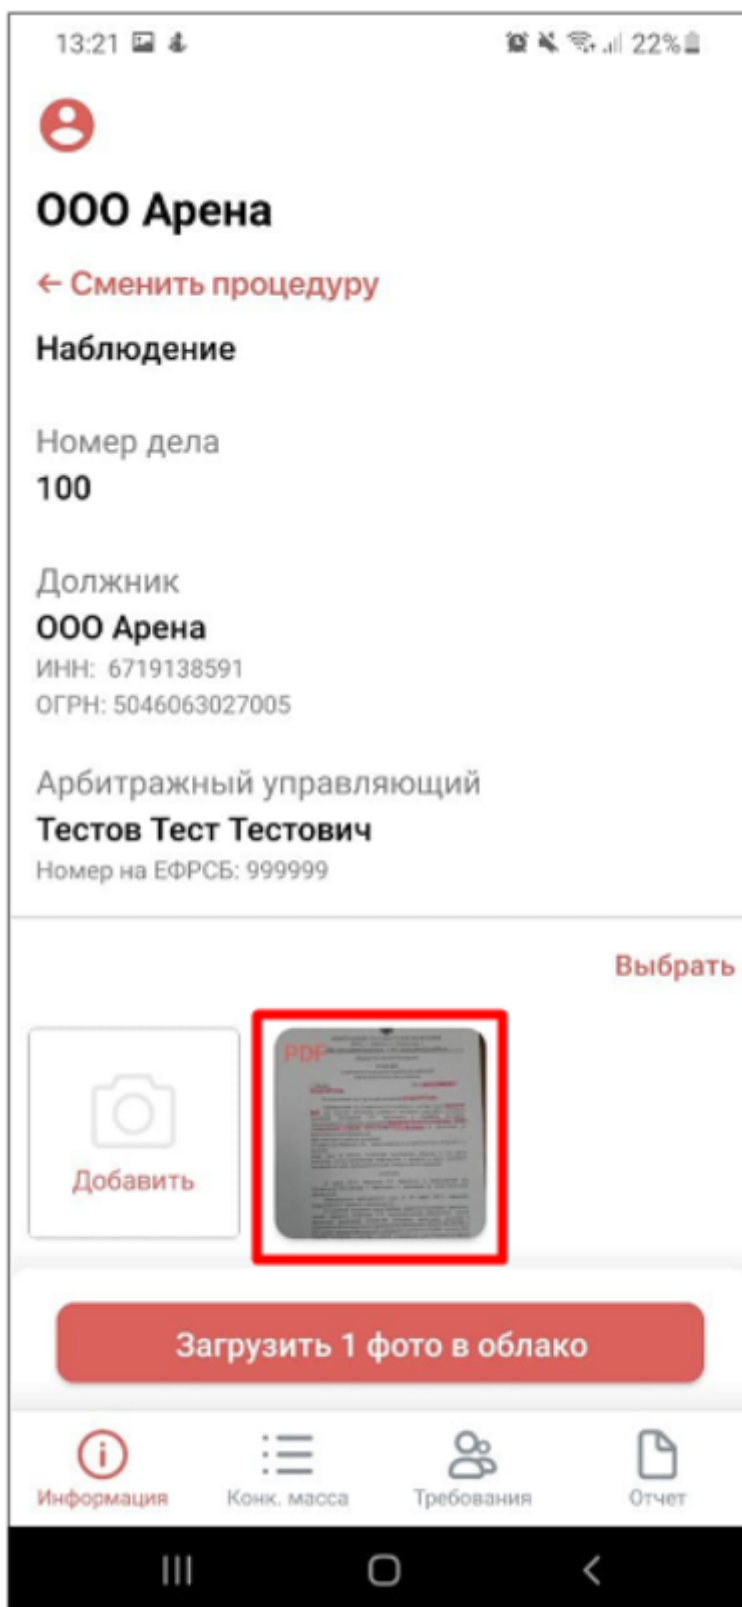 13:21
22%
ООО Арена
← Сменить процедуру
Наблюдение
Номер дела
100
Должник
ООО Арена
ИНН: 6719138591
ОГРН: 5046063027005
Арбитражный управляющий
Тестов Тест Тестович
Номер на ЕФРСБ: 999999
Выбрать
PDF
Добавить
Загрузить 1 фото в облако
Информация
Конк. масса
Требования
Отчет